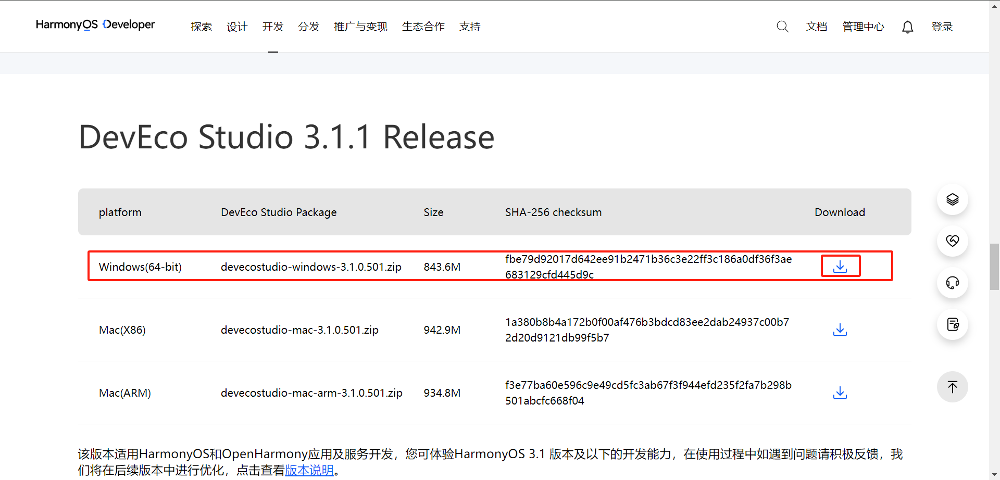 HarmonyOS Developer 探索 设计 开发 分发 推广与变现 生态合作 支持 文档 管理中心 登录
DevEco Studio 3.1.1 Release
platform DevEco Studio Package Size SHA-256 checksum Download
Windows(64-bit) devecostudio-windows-3.1.0.501.zip 843.6M fbe79d92017d642ee91b2471b36c3e22ff3c186a0df36f3ae
683129cfd445d9c
Mac(X86) devecostudio-mac-3.1.0.501.zip 942.9M 1a380b8b4a172b0f00af476b3bdcd83ee2dab24937c00b7
2d20d9121db99f5b7
Mac(ARM) devecostudio-mac-arm-3.1.0.501.zip 934.8M f3e77ba60e596c9e49cd5fc3ab67f3f944efd235f2fa7b298b
501abcfc668f04
该版本适用HarmonyOS和OpenHarmony应用及服务开发，您可体验HarmonyOS 3.1 版本及以下的开发能力，在使用过程中如遇到问题请积极反馈，我
们将在后续版本中进行优化，点击查看版本说明。